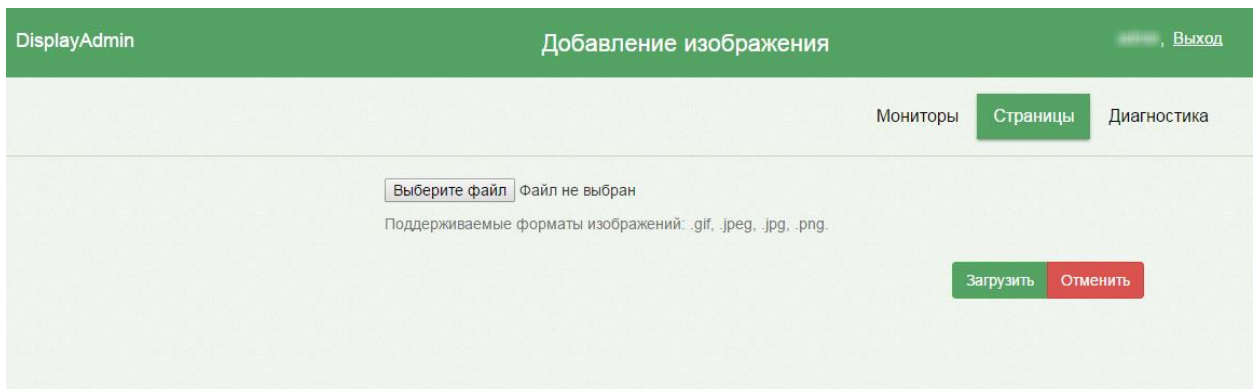 DisplayAdmin
Добавление изображения
, Выход
Мониторы
Страницы
Диагностика
Выберите файл Файл не выбран
Поддерживаемые форматы изображений: .gif, .jpeg, .jpg, .png.
Загрузить
Отменить